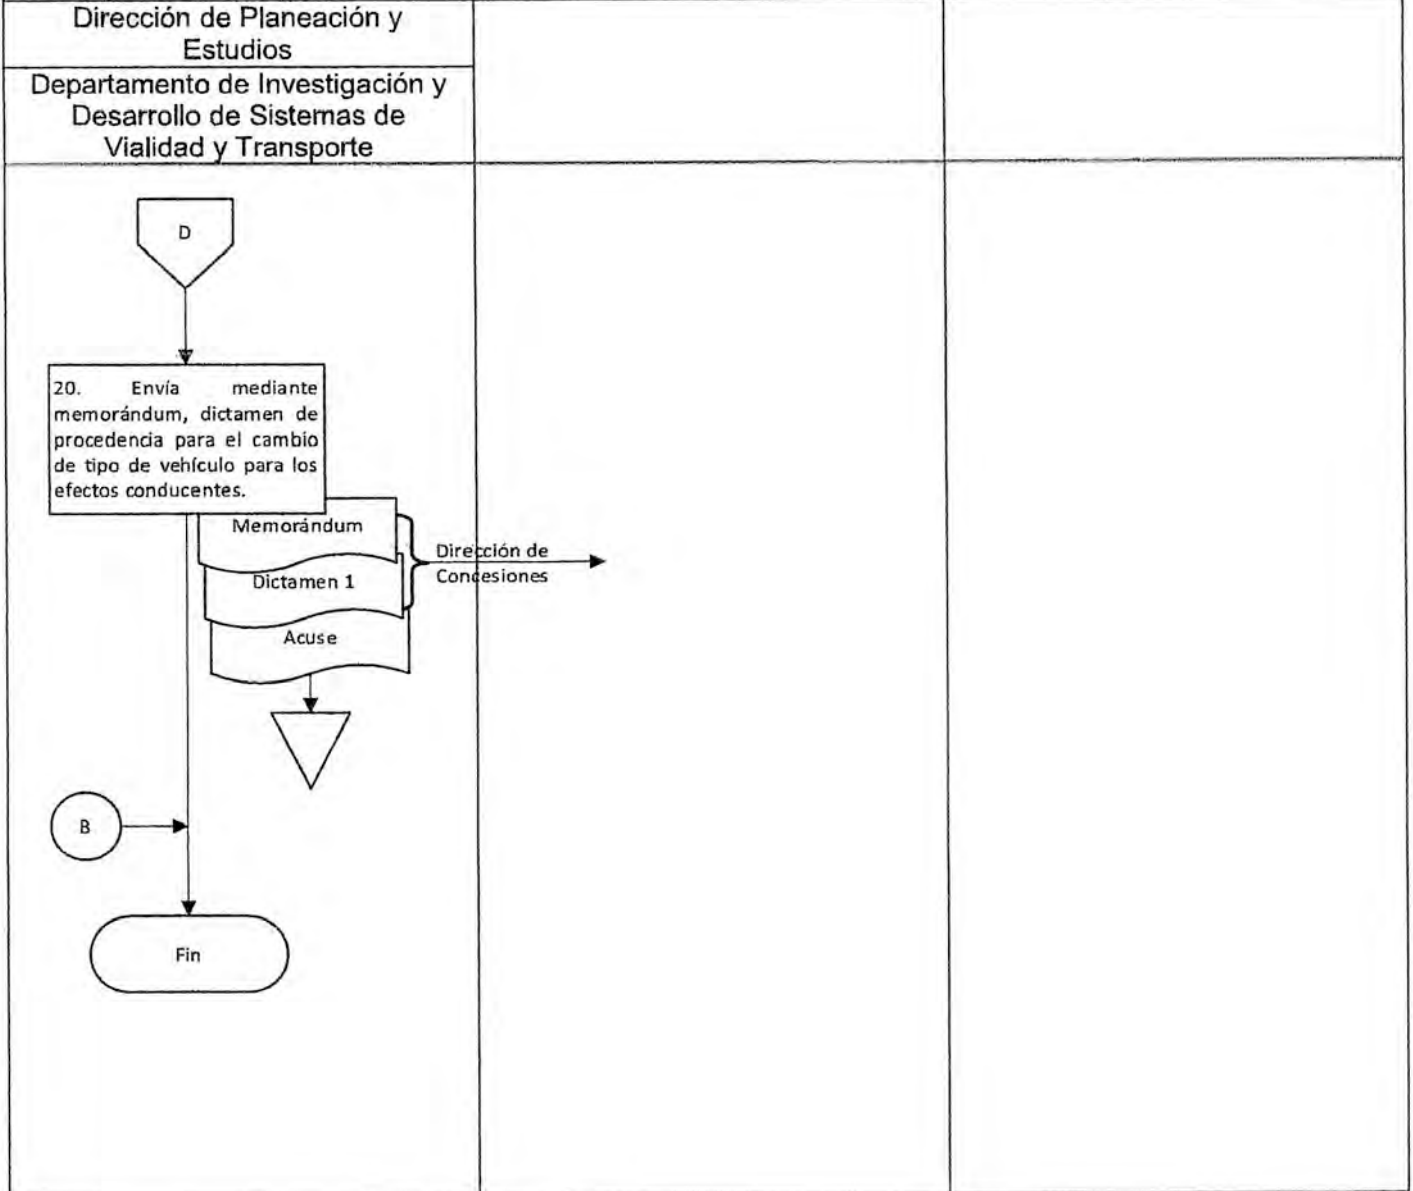 Dirección de Planeación y
Estudios
Departamento de Investigación y
Desarrollo de Sistemas de
Vialidad y Transporte
D
20. Envía mediante
memorándum, dictamen de
procedencia para el cambio
de tipo de vehículo para los
efectos conducentes.
Memorándum
Dirección de
Concesiones
Dictamen 1
Acuse
B
Fin